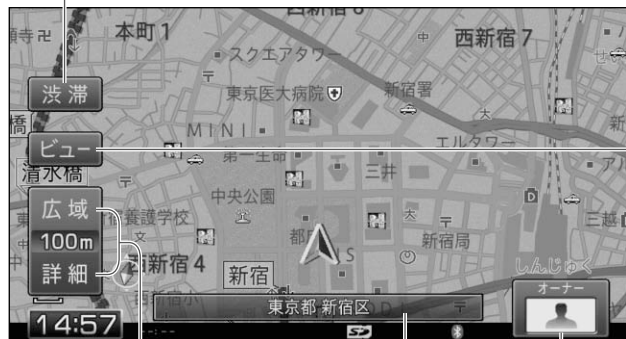 西新宿8
本町1
西新宿7
スクエアタワー
渋滞
東京医大病院
新宿署
MINI
エルタワー
ビュー
第一生命
三井
清水橋
中央公園
広域
養護学校
三越
100m
新宿局
詳細
西新宿4
新宿
しんじゅく
東京都 新宿区
オーナー
14:57
--:--
SD